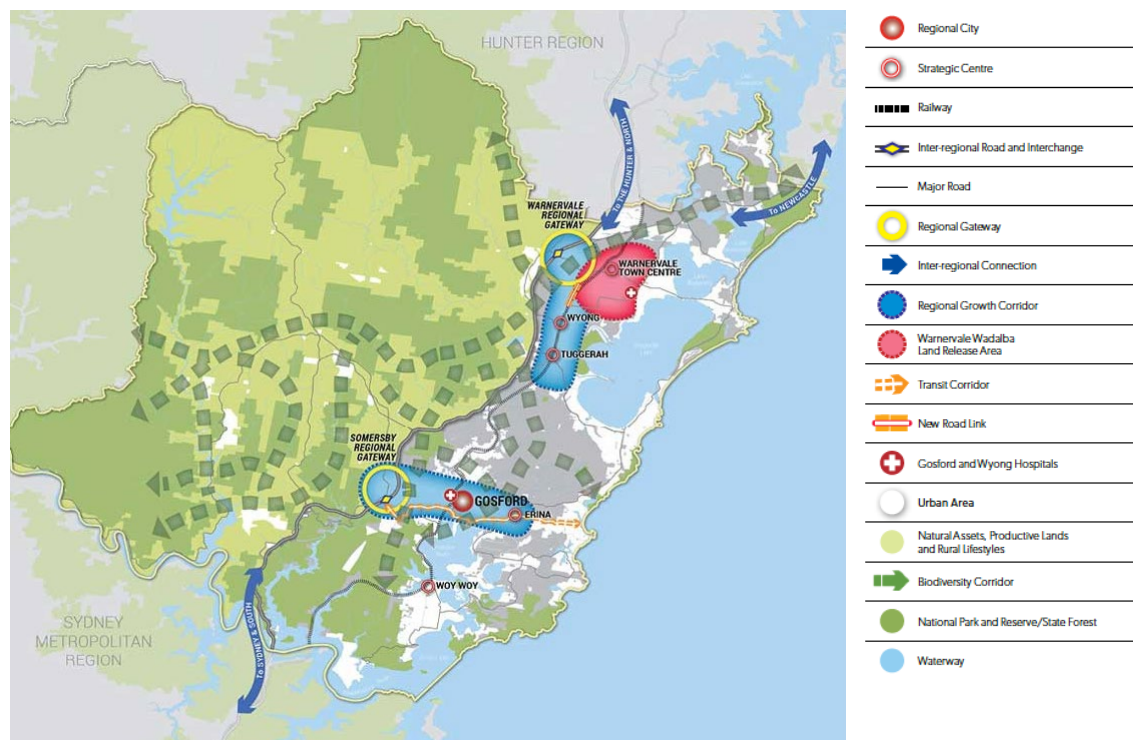 HUNTER REGION
To THE HUNTER & NORTH
To NEWCASTLE
WARNERVALE
REGIONAL
GATEWAY
WARNERVALE
TOWN CENTRE
WYONG
TUGGERAH
SOMERSBY
REGIONAL
GATEWAY
GOSFORD
ERINA
WOY WOY
SYDNEY
METROPOLITAN
REGION
To SYDNEY & SOUTH
Regional City
Strategic Centre
Railway
Inter-regional Road and Interchange
Major Road
Regional Gateway
Inter-regional Connection
Regional Growth Corridor
Warnervale Wadalba
Land Release Area
Transit Corridor
New Road Link
Gosford and Wyong Hospitals
Urban Area
Natural Assets, Productive Lands
and Rural Lifestyles
Biodiversity Corridor
National Park and Reserve/State Forest
Waterway